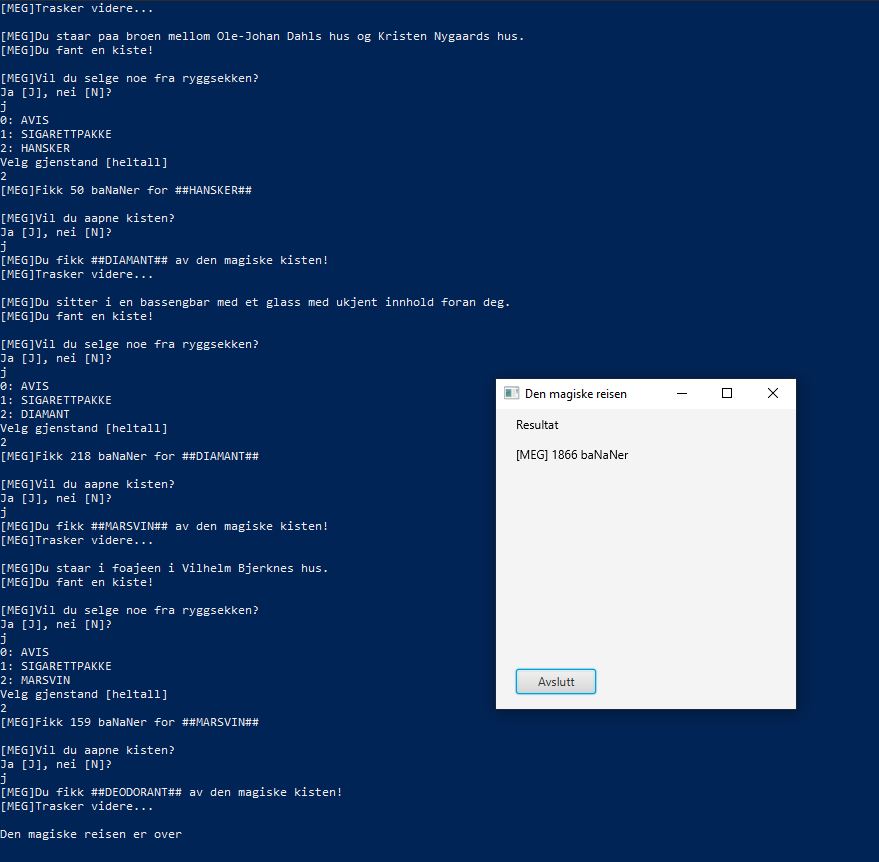 [MEG]Trasker videre...
[MEG]Du staar paa broen mellom Ole-Johan Dahls hus og Kristen Nygaards hus.
[MEG]Du fant en kiste!
[MEG]Vil du selge noe fra ryggsekken?
Ja [J], nei [N]?
j
0: AVIS
1: SIGARETTPAKKE
2: HANSKER
Velg gjenstand [heltall]
2
[MEG]Fikk 50 baNaNer for ##HANSKER##
[MEG]Vil du aapne kisten?
Ja [J], nei [N]?
j
[MEG]Du fikk ##DIAMANT## av den magiske kisten!
[MEG]Trasker videre...
[MEG]Du sitter i en bassengbar med et glass med ukjent innhold foran deg.
[MEG]Du fant en kiste!
[MEG]Vil du selge noe fra ryggsekken?
Ja [J], nei [N]?
j
0: AVIS
1: SIGARETTPAKKE
2: DIAMANT
Velg gjenstand [heltall]
2
[MEG]Fikk 218 baNaNer for ##DIAMANT##
[MEG]Vil du aapne kisten?
Ja [J], nei [N]?
j
[MEG]Du fikk ##MARSVIN## av den magiske kisten!
[MEG]Trasker videre...
[MEG]Du staar i foajeen i Vilhelm Bjerknes hus.
[MEG]Du fant en kiste!
[MEG]Vil du selge noe fra ryggsekken?
Ja [J], nei [N]?
j
0: AVIS
1: SIGARETTPAKKE
2: MARSVIN
Velg gjenstand [heltall]
2
[MEG]Fikk 159 baNaNer for ##MARSVIN##
[MEG]Vil du aapne kisten?
Ja [J], nei [N]?
j
[MEG]Du fikk ##DEODORANT## av den magiske kisten!
[MEG]Trasker videre...
Den magiske reisen er over
Den magiske reisen
Resultat
[MEG] 1866 baNaNer
Avslutt